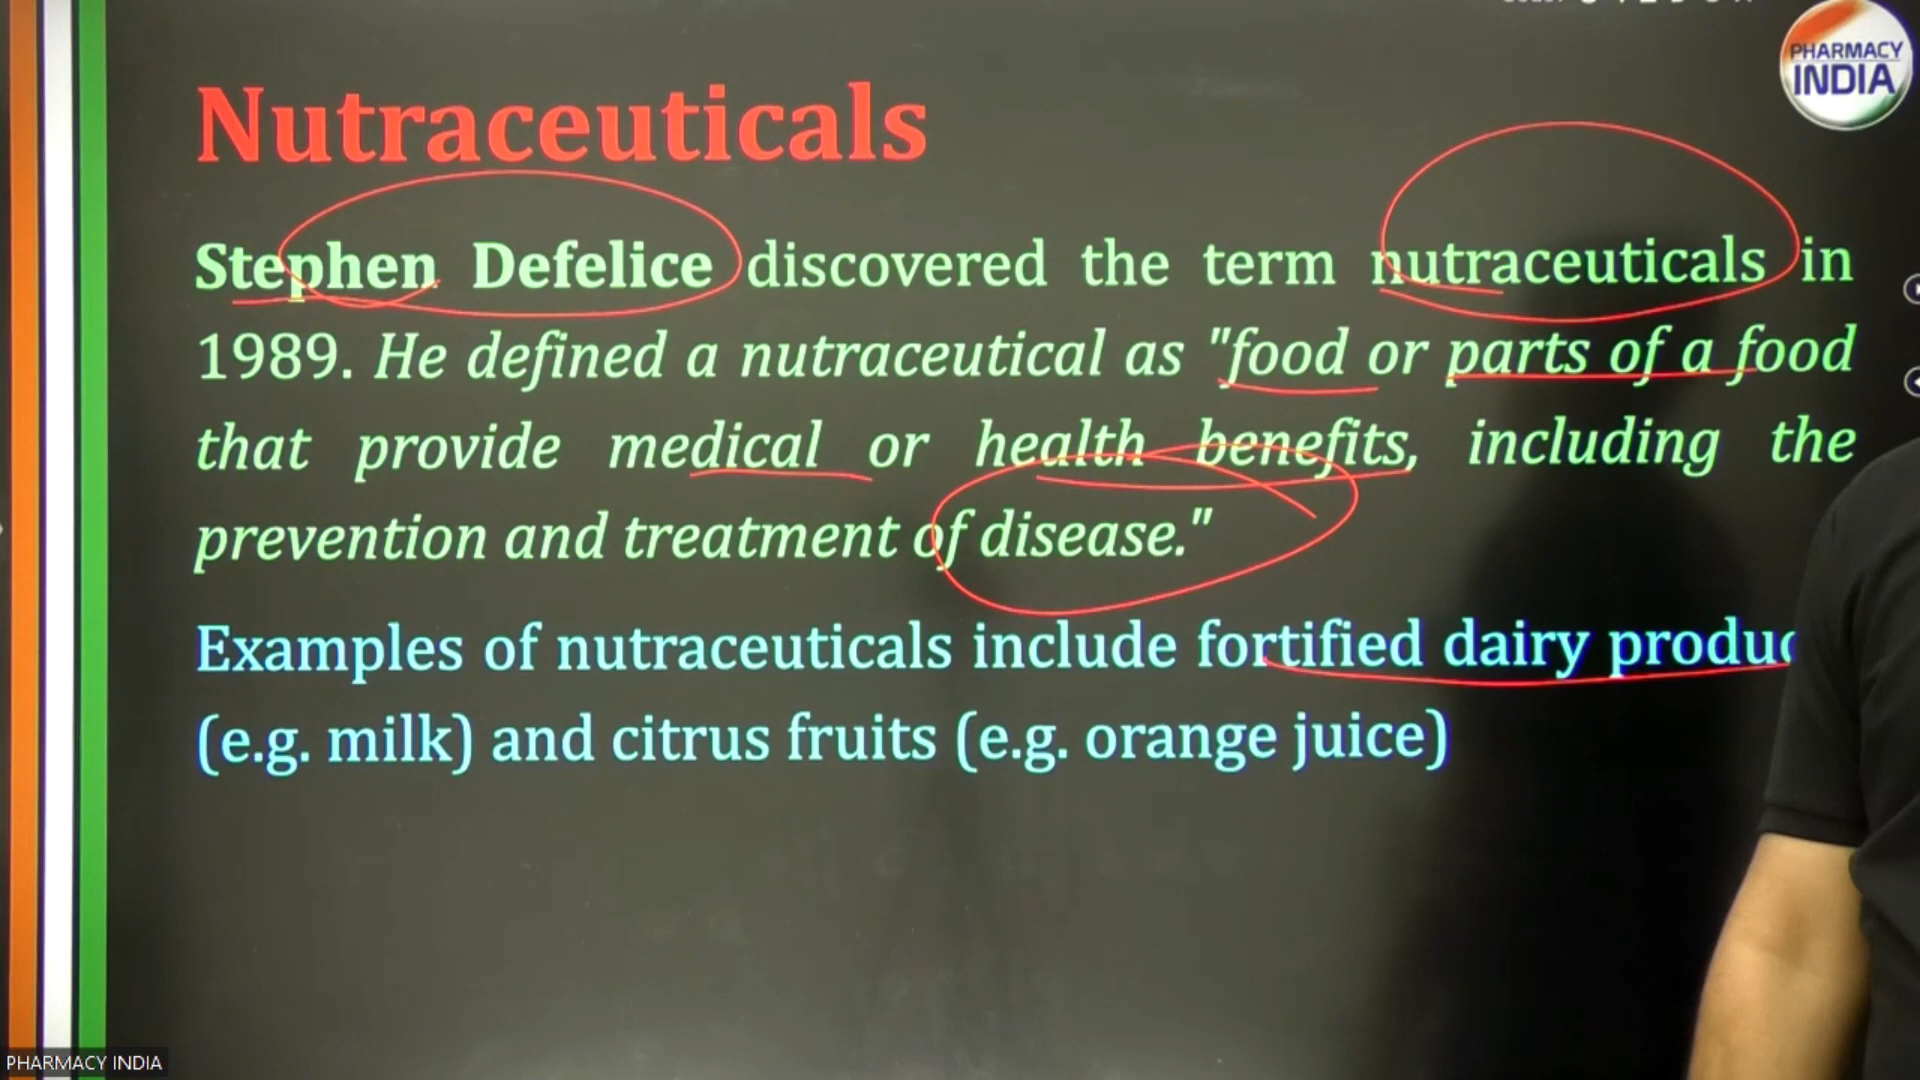 PHARMACY
INDIA
Nutraceuticals
Stephen Defelice discovered the term nutraceuticals in
1989. He defined a nutraceutical as "food or parts of a food
that provide medical or health benefits, including the
prevention and treatment of disease."
Examples of nutraceuticals include fortified dairy
(e.g. milk) and citrus fruits (e.g. orange juice)
PHARMACY INDIA